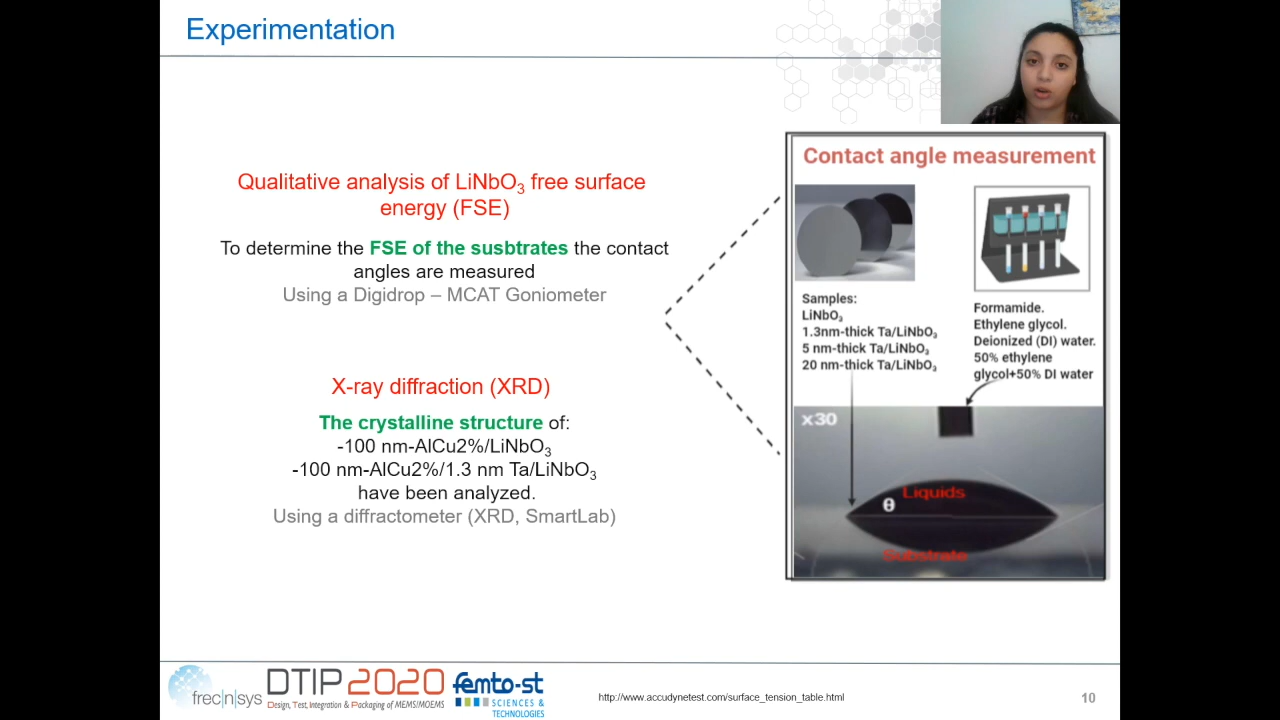 Experimentation
Qualitative analysis of LiNbO3 free surface
energy (FSE)
To determine the FSE of the susbtrates the contact
angles are measured
Using a Digidrop – MCAT Goniometer
X-ray diffraction (XRD)
The crystalline structure of:
-100 nm-AlCu2%/LiNbO3
-100 nm-AlCu2%/1.3 nm Ta/LiNbO3
have been analyzed.
Using a diffractometer (XRD, SmartLab)
Contact angle measurement
Samples:
LiNbO3
1.3nm-thick Ta/LiNbO3
5 nm-thick Ta/LiNbO3
20 nm-thick Ta/LiNbO3
Formamide.
Ethylene glycol.
Deionized (DI) water.
50% ethylene
glycol+50% DI water
x30
Liquids
θ
Substrate
frec|n|sys
DTIP 2020
Design, Test, Integration & Packaging of MEMS/MOEMS
femto-st
SCIENCES &
TECHNOLOGIES
http://www.accudynetest.com/surface_tension_table.html
10